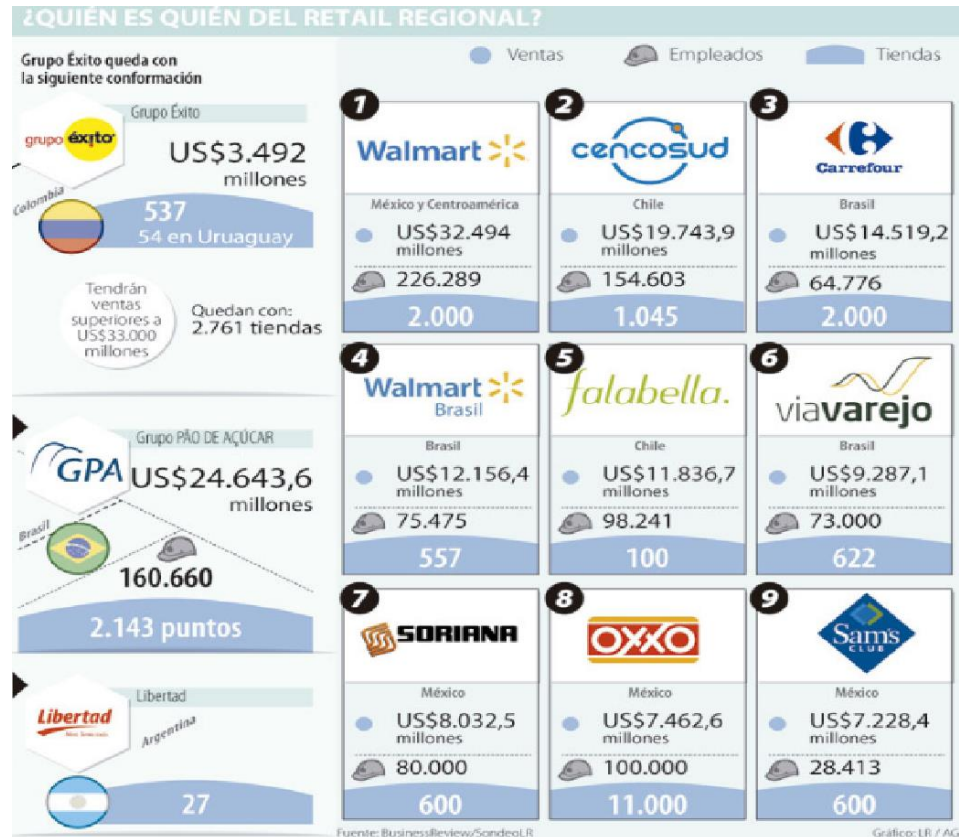 ¿QUIÉN ES QUIÉN DEL RETAIL REGIONAL?
Grupo Éxito queda con
la siguiente conformación
grupo éxito
Grupo Éxito
US$3.492
millones
Colombia
537
54 en Uruaguay
Tendrán
ventas
superiores a
US$33.000
millones
Quedan con:
2.761 tiendas
GPA
Grupo PÃO DE AÇÚCAR
US$24.643,6
millones
Brasil
160.660
2.143 puntos
Libertad
Libertad
Argentina
27
Ventas
Empleados
Tiendas
1
Walmart
México y Centroamérica
US$32.494
millones
226.289
2.000
2
cencosud
Chile
US$19.743,9
millones
154.603
1.045
3
Carrefour
Brasil
US$14.519,2
millones
64.776
2.000
4
Walmart
Brasil
Brasil
US$12.156,4
millones
75.475
557
5
falabella.
Chile
US$11.836,7
millones
98.241
100
6
viavarejo
Brasil
US$9.287,1
millones
73.000
622
7
SORIANA
México
US$8.032,5
millones
80.000
600
8
OXXO
México
US$7.462,6
millones
100.000
11.000
9
Sam's
CLUB
México
US$7.228,4
millones
28.413
600
Fuente: BusinessReview/SondeoLR
Gráfico: LR / AG